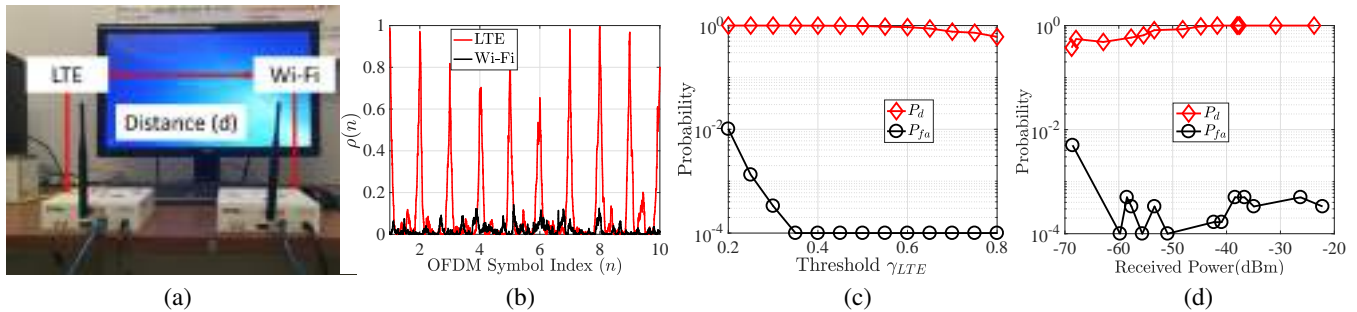 LTE
Wi-Fi
Distance (d)
(a)
LTE
Wi-Fi
ρ(n)
1
0.8
0.6
0.4
0.2
0
2 4 6 8 10
OFDM Symbol Index (n)
(b)
Probability
10^0
10^-2
10^-4
P_d
P_fa
0.2 0.4 0.6 0.8
Threshold γ_LTE
(c)
Probability
10^0
10^-2
10^-4
P_d
P_fa
-70 -60 -50 -40 -30 -20
Received Power(dBm)
(d)